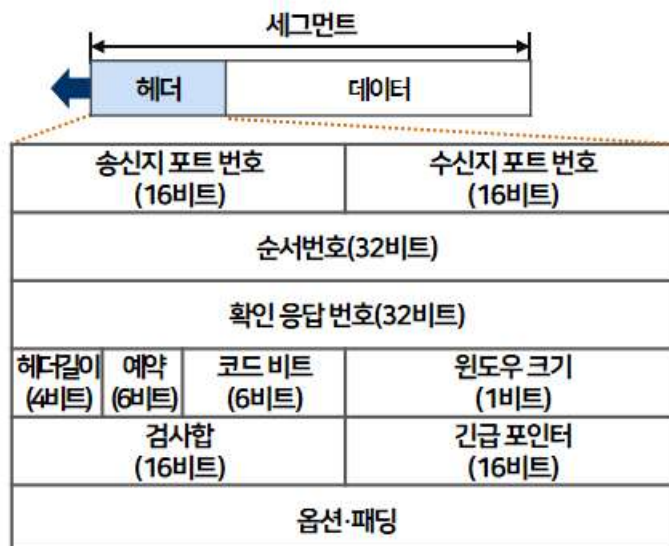 세그먼트
헤더 데이터
송신지 포트 번호 수신지 포트 번호
(16비트) (16비트)
순서번호(32비트)
확인 응답 번호(32비트)
헤더길이 예약 코드 비트 윈도우 크기
(4비트) (6비트) (6비트) (1비트)
검사합 긴급 포인터
(16비트) (16비트)
옵션·패딩